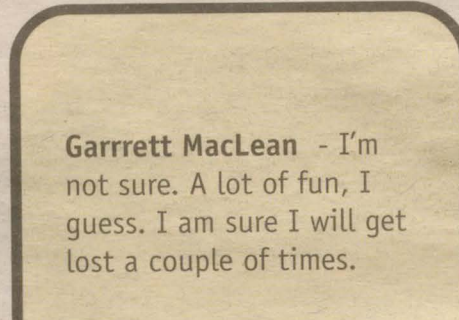 Garrrett MacLean - I'm
not sure. A lot of fun, I
guess. I am sure I will get
lost a couple of times.